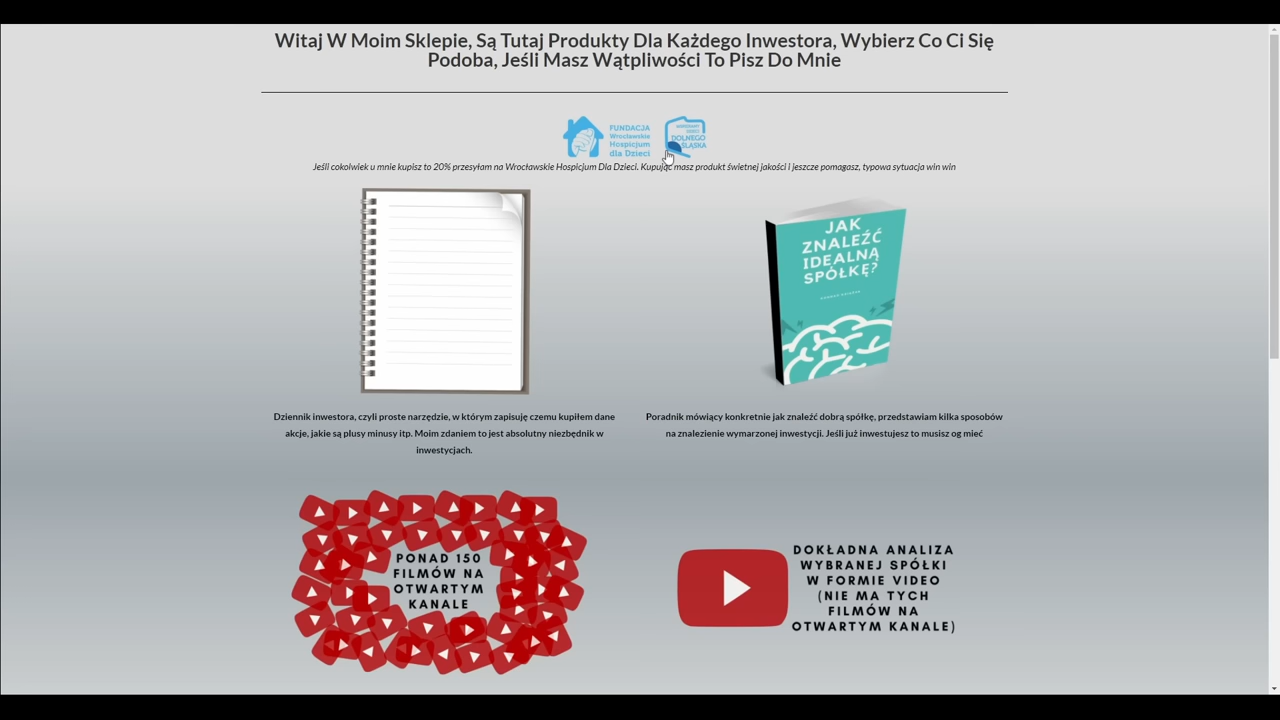 Witaj W Moim Sklepie, Są Tutaj Produkty Dla Każdego Inwestora, Wybierz Co Ci Się
Podoba, Jeśli Masz Wątpliwości To Pisz Do Mnie
FUNDACJA
Wrocławskie
Hospicjum
dla Dzieci
DOLNEGO
ŚLĄSKA
Jeśli cokolwiek u mnie kupisz to 20% przesyłam na Wrocławskie Hospicjum Dla Dzieci. Kupując masz produkt świetnej jakości i jeszcze pomagasz, typowa sytuacja win win
JAK
ZNALEŹĆ
IDEALNĄ
SPÓŁKĘ?
Dziennik inwestora, czyli proste narzędzie, w którym zapisuję czemu kupiłem dane
akcje, jakie są plusy minusy itp. Moim zdaniem to jest absolutny niezbędnik w
inwestycjach.
Poradnik mówiący konkretnie jak znaleźć dobrą spółkę, przedstawiam kilka sposobów
na znalezienie wymarzonej inwestycji. Jeśli już inwestujesz to musisz og mieć
PONAD 150
FILMÓW NA
OTWARTYM
KANALE
DOKŁADNA ANALIZA
WYBRANEJ SPÓŁKI
W FORMIE VIDEO
(NIE MA TYCH
FILMÓW NA
OTWARTYM KANALE)